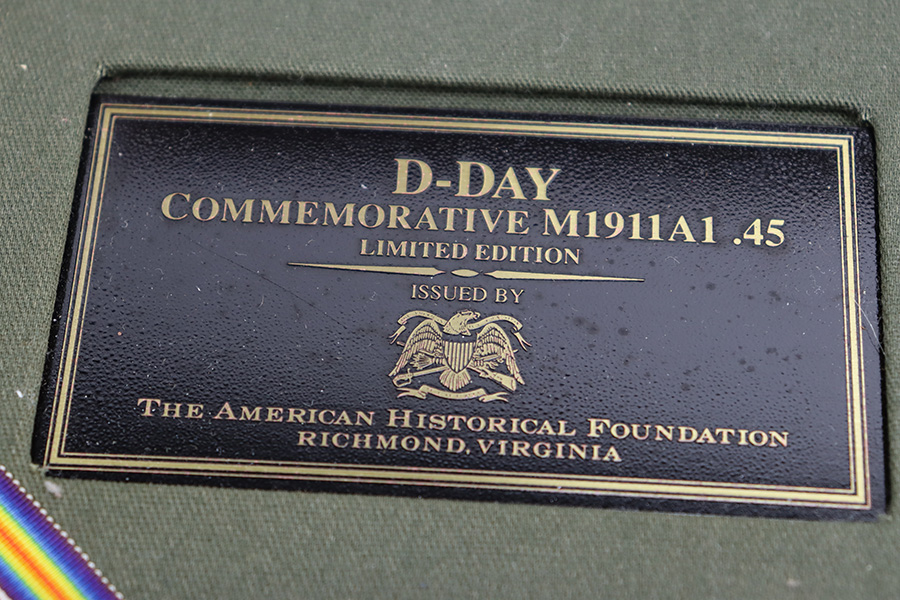 D-DAY
COMMEMORATIVE M1911A1 .45
LIMITED EDITION
ISSUED BY
THE AMERICAN HISTORICAL FOUNDATION
RICHMOND, VIRGINIA